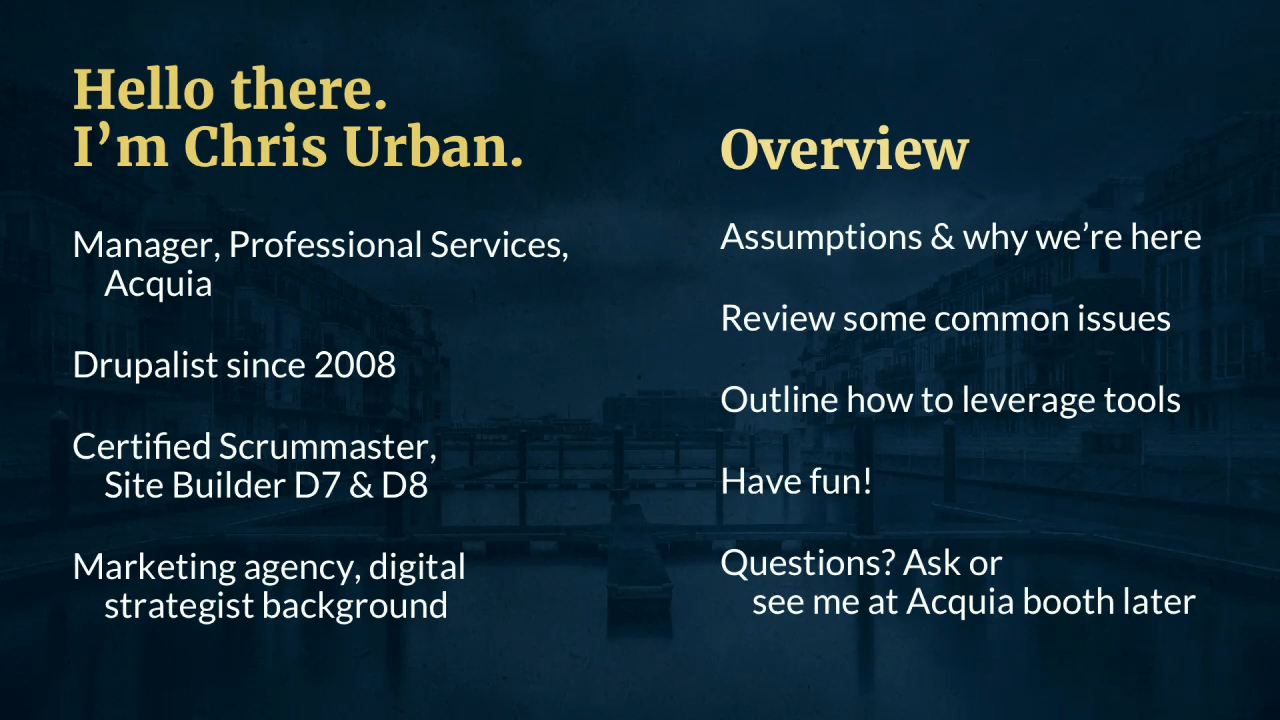 Hello there.
I’m Chris Urban.
Manager, Professional Services,
Acquia
Drupalist since 2008
Certified Scrummaster,
Site Builder D7 & D8
Marketing agency, digital
strategist background
Overview
Assumptions & why we’re here
Review some common issues
Outline how to leverage tools
Have fun!
Questions? Ask or
see me at Acquia booth later